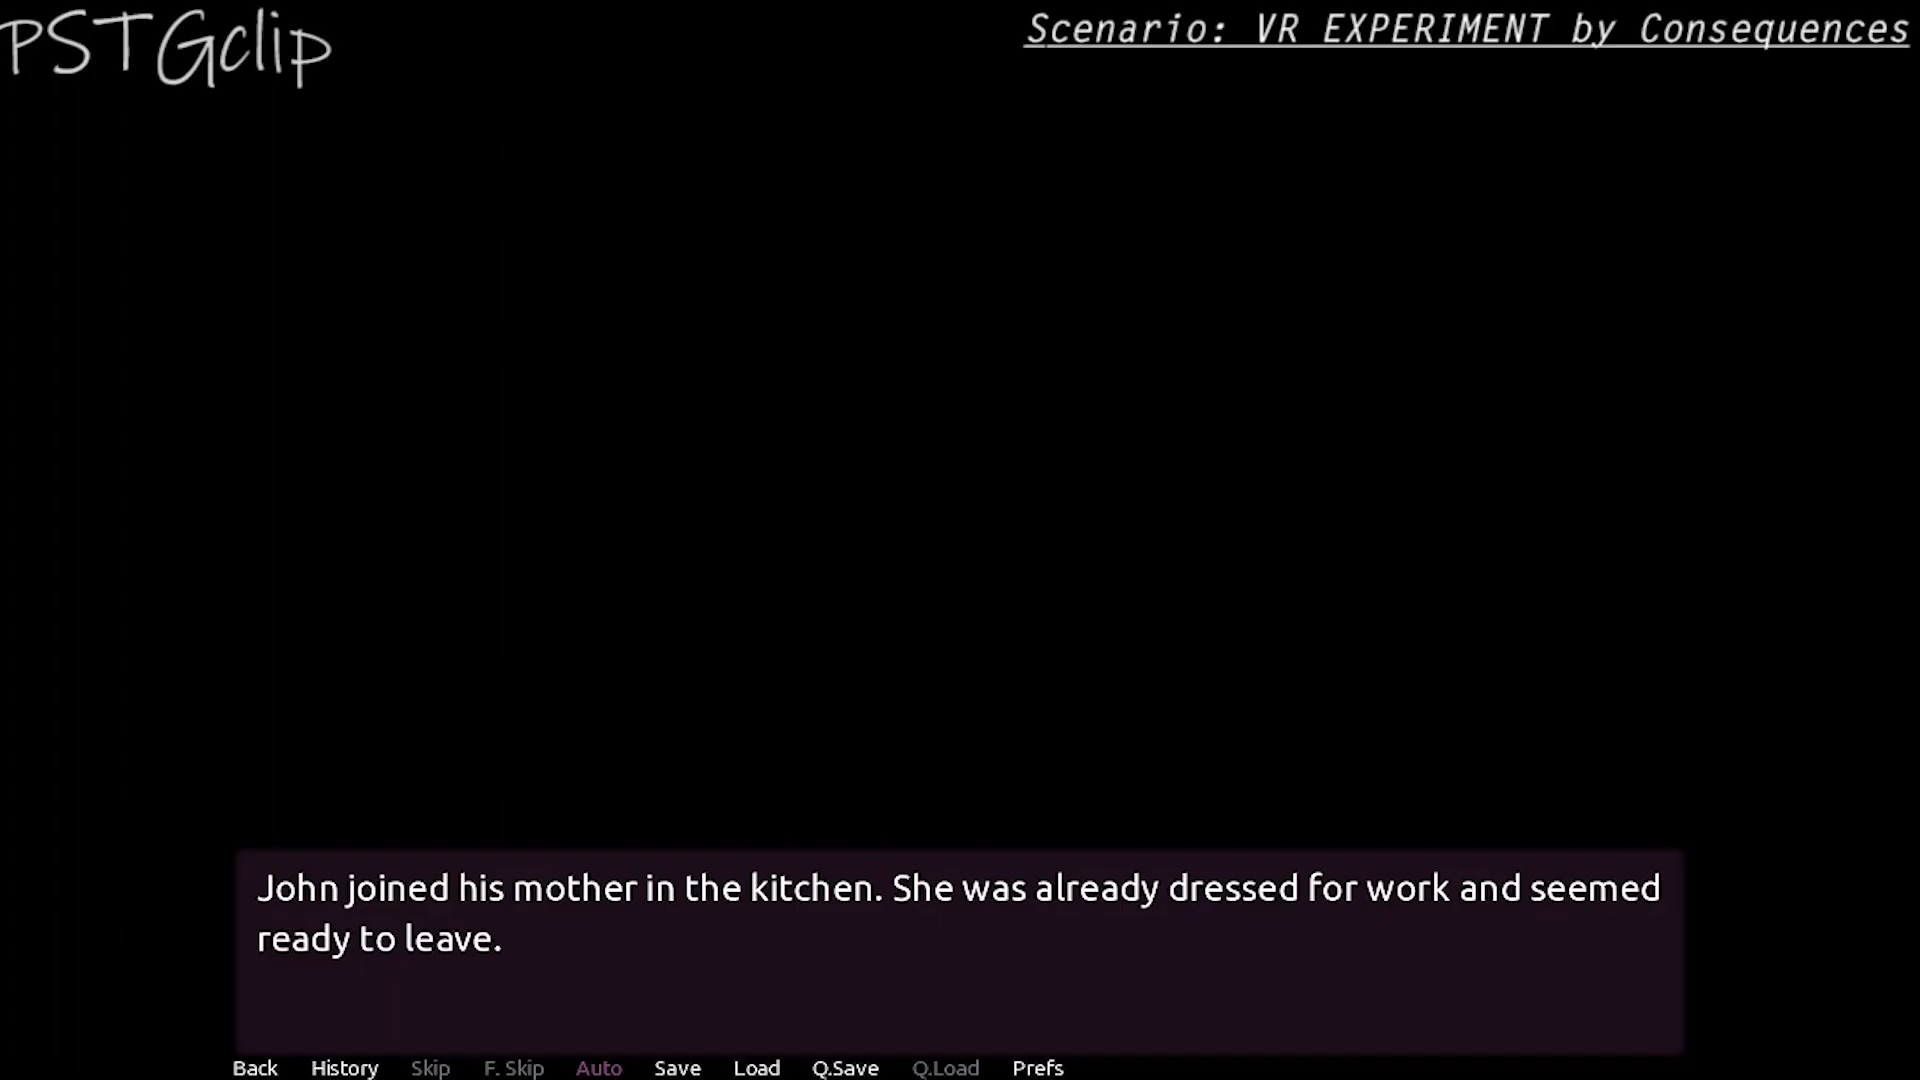 PSTGclip
Scenario: VR EXPERIMENT by Consequences
John joined his mother in the kitchen. She was already dressed for work and seemed
ready to leave.
Back History Skip F. Skip Auto Save Load Q.Save Q.Load Prefs